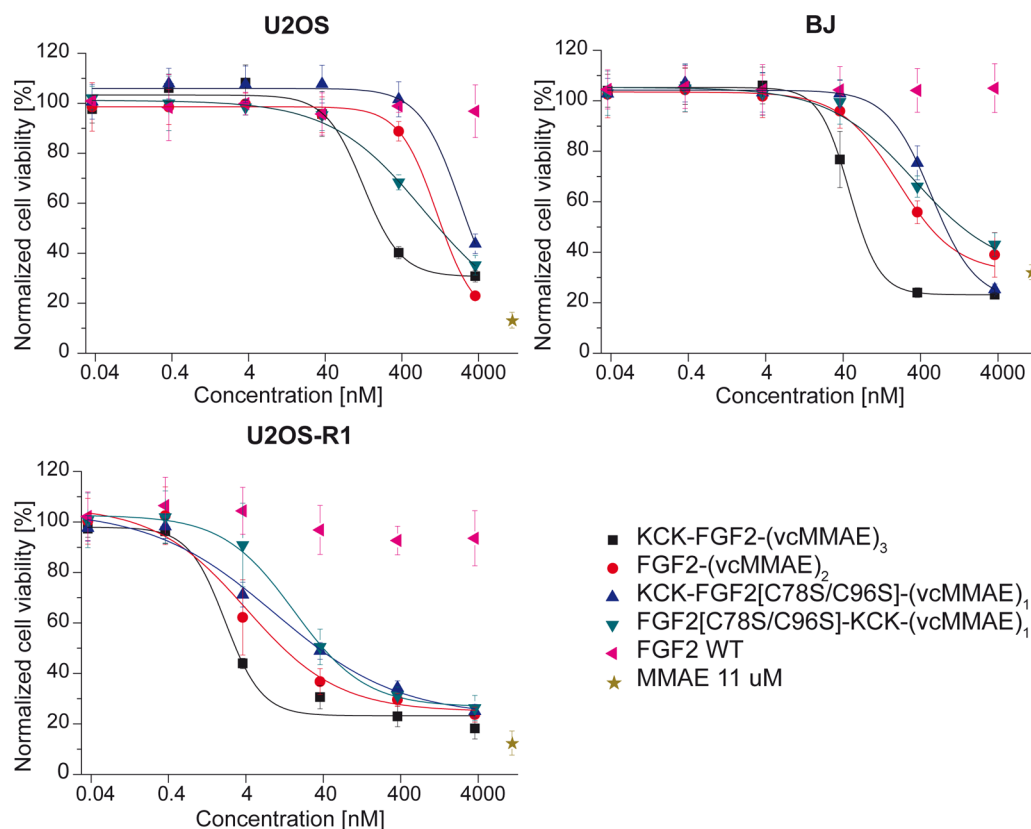 U2OS
Normalized cell viability [%]
120
100
80
60
40
20
0
0.04 0.4 4 40 400 4000
Concentration [nM]
BJ
Normalized cell viability [%]
120
100
80
60
40
20
0
0.04 0.4 4 40 400 4000
Concentration [nM]
U2OS-R1
Normalized cell viability [%]
120
100
80
60
40
20
0
0.04 0.4 4 40 400 4000
Concentration [nM]
KCK-FGF2-(vcMMAE)3
FGF2-(vcMMAE)2
KCK-FGF2[C78S/C96S]-(vcMMAE)1
FGF2[C78S/C96S]-KCK-(vcMMAE)1
FGF2 WT
MMAE 11 uM